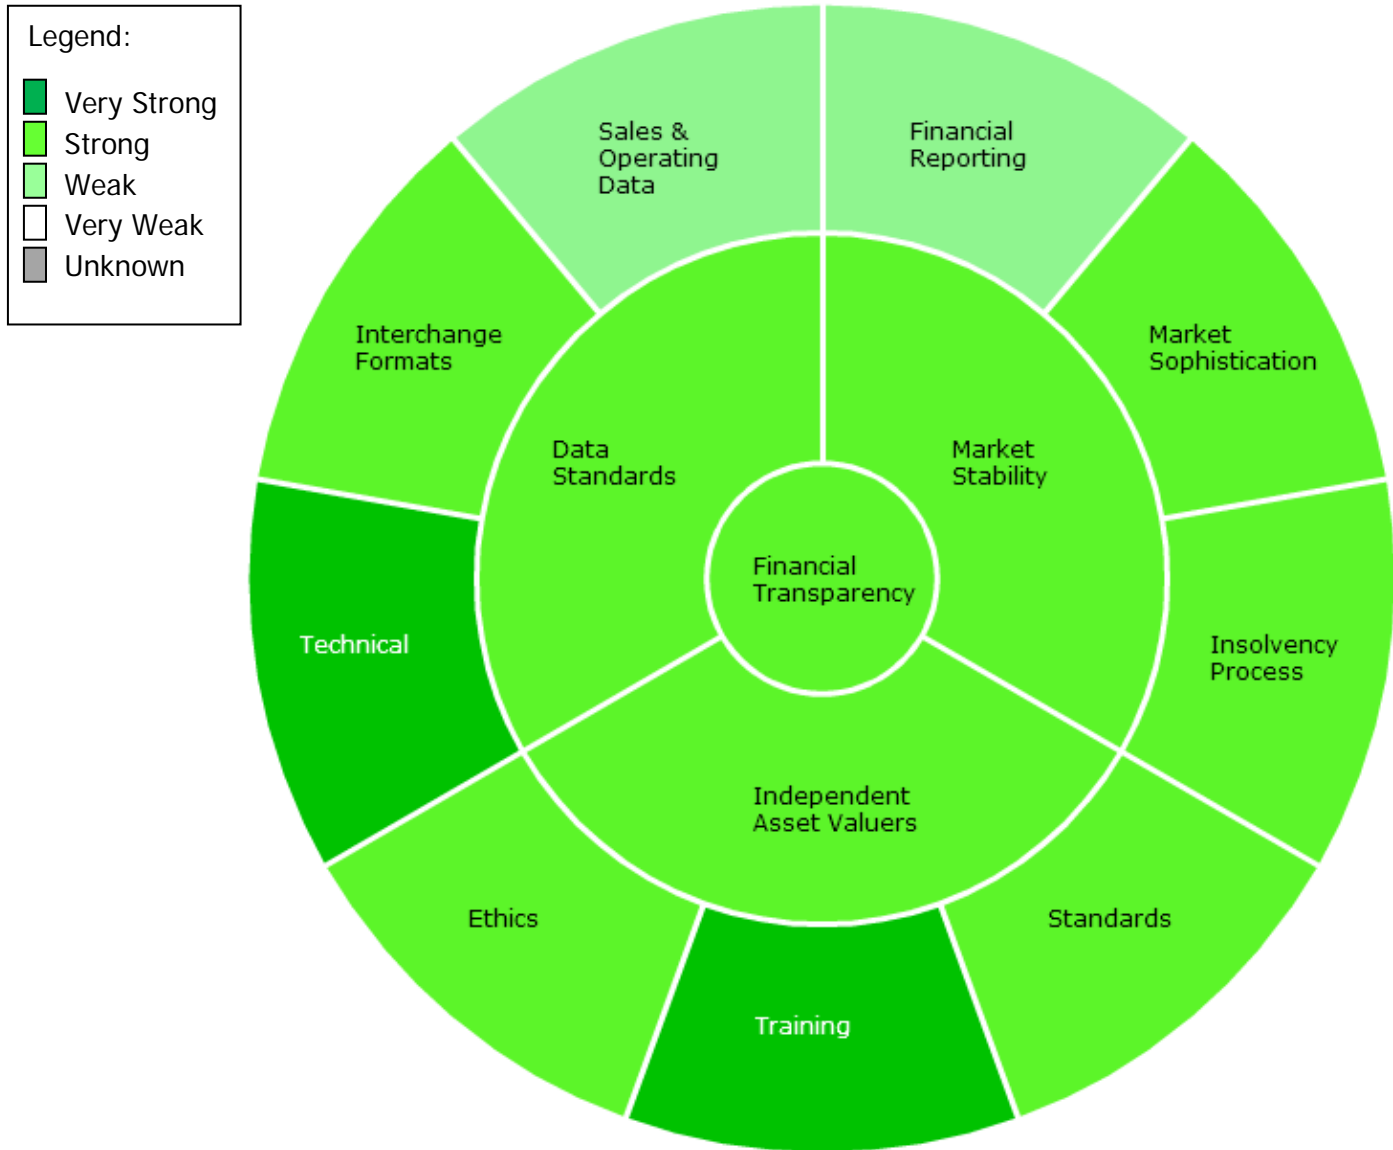 Legend:
Very Strong
Strong
Weak
Very Weak
Unknown
Sales &
Operating
Data
Financial
Reporting
Interchange
Formats
Market
Sophistication
Data
Standards
Market
Stability
Financial
Transparency
Technical
Insolvency
Process
Independent
Asset Valuers
Ethics
Standards
Training